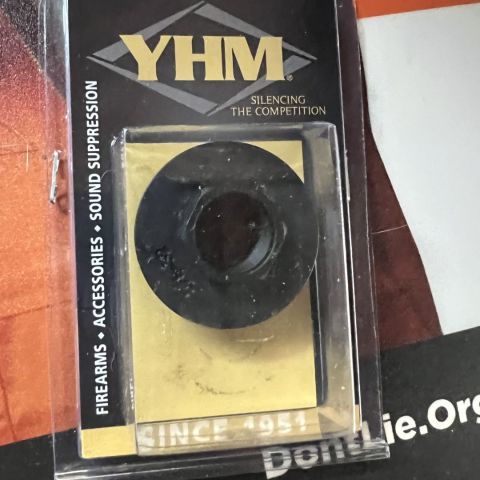 YHM®
SILENCING
THE COMPETITION
FIREARMS ♦ ACCESSORIES ♦ SOUND SUPPRESSION
SINCE 1951